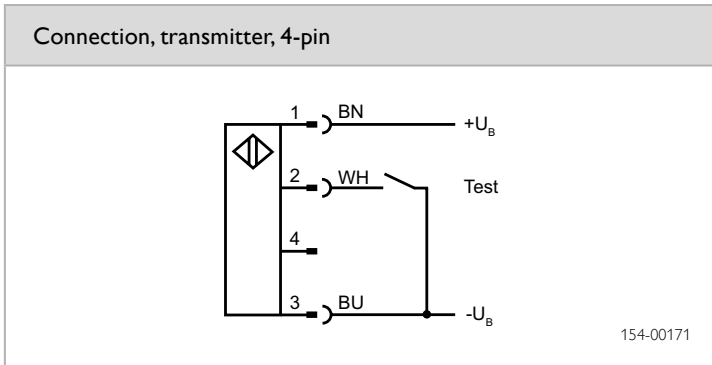 Connection, transmitter, 4-pin
1 BN +U_B
2 WH Test
4
3 BU -U_B
154-00171